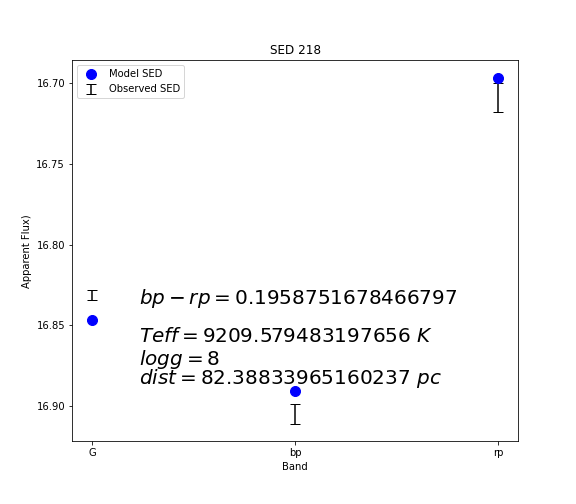 SED 218
Model SED
Observed SED
16.70
16.75
16.80
16.85
16.90
Apparent Flux)
bp − rp = 0.1958751678466797
Teff = 9209.579483197656 K
logg = 8
dist = 82.38833965160237 pc
G
bp
rp
Band